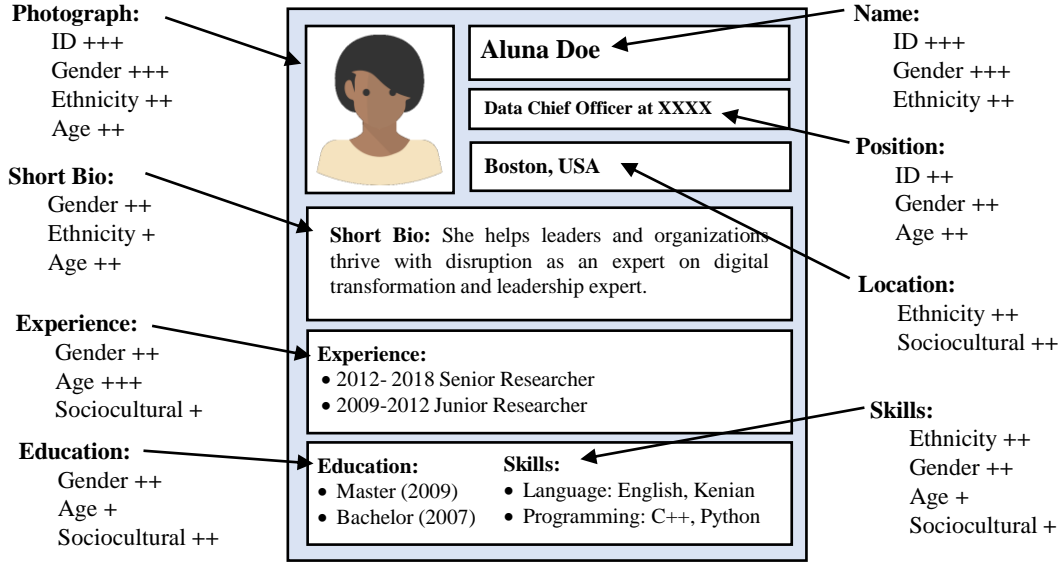 Photograph:
ID +++
Gender +++
Ethnicity ++
Age ++
Short Bio:
Gender ++
Ethnicity +
Age ++
Experience:
Gender ++
Age +++
Sociocultural +
Education:
Gender ++
Age +
Sociocultural ++
Aluna Doe
Data Chief Officer at XXXX
Boston, USA
Short Bio: She helps leaders and organizations
thrive with disruption as an expert on digital
transformation and leadership expert.
Experience:
• 2012- 2018 Senior Researcher
• 2009-2012 Junior Researcher
Education:
• Master (2009)
• Bachelor (2007)
Skills:
• Language: English, Kenian
• Programming: C++, Python
Name:
ID +++
Gender +++
Ethnicity ++
Position:
ID ++
Gender ++
Age ++
Location:
Ethnicity ++
Sociocultural ++
Skills:
Ethnicity ++
Gender ++
Age +
Sociocultural +